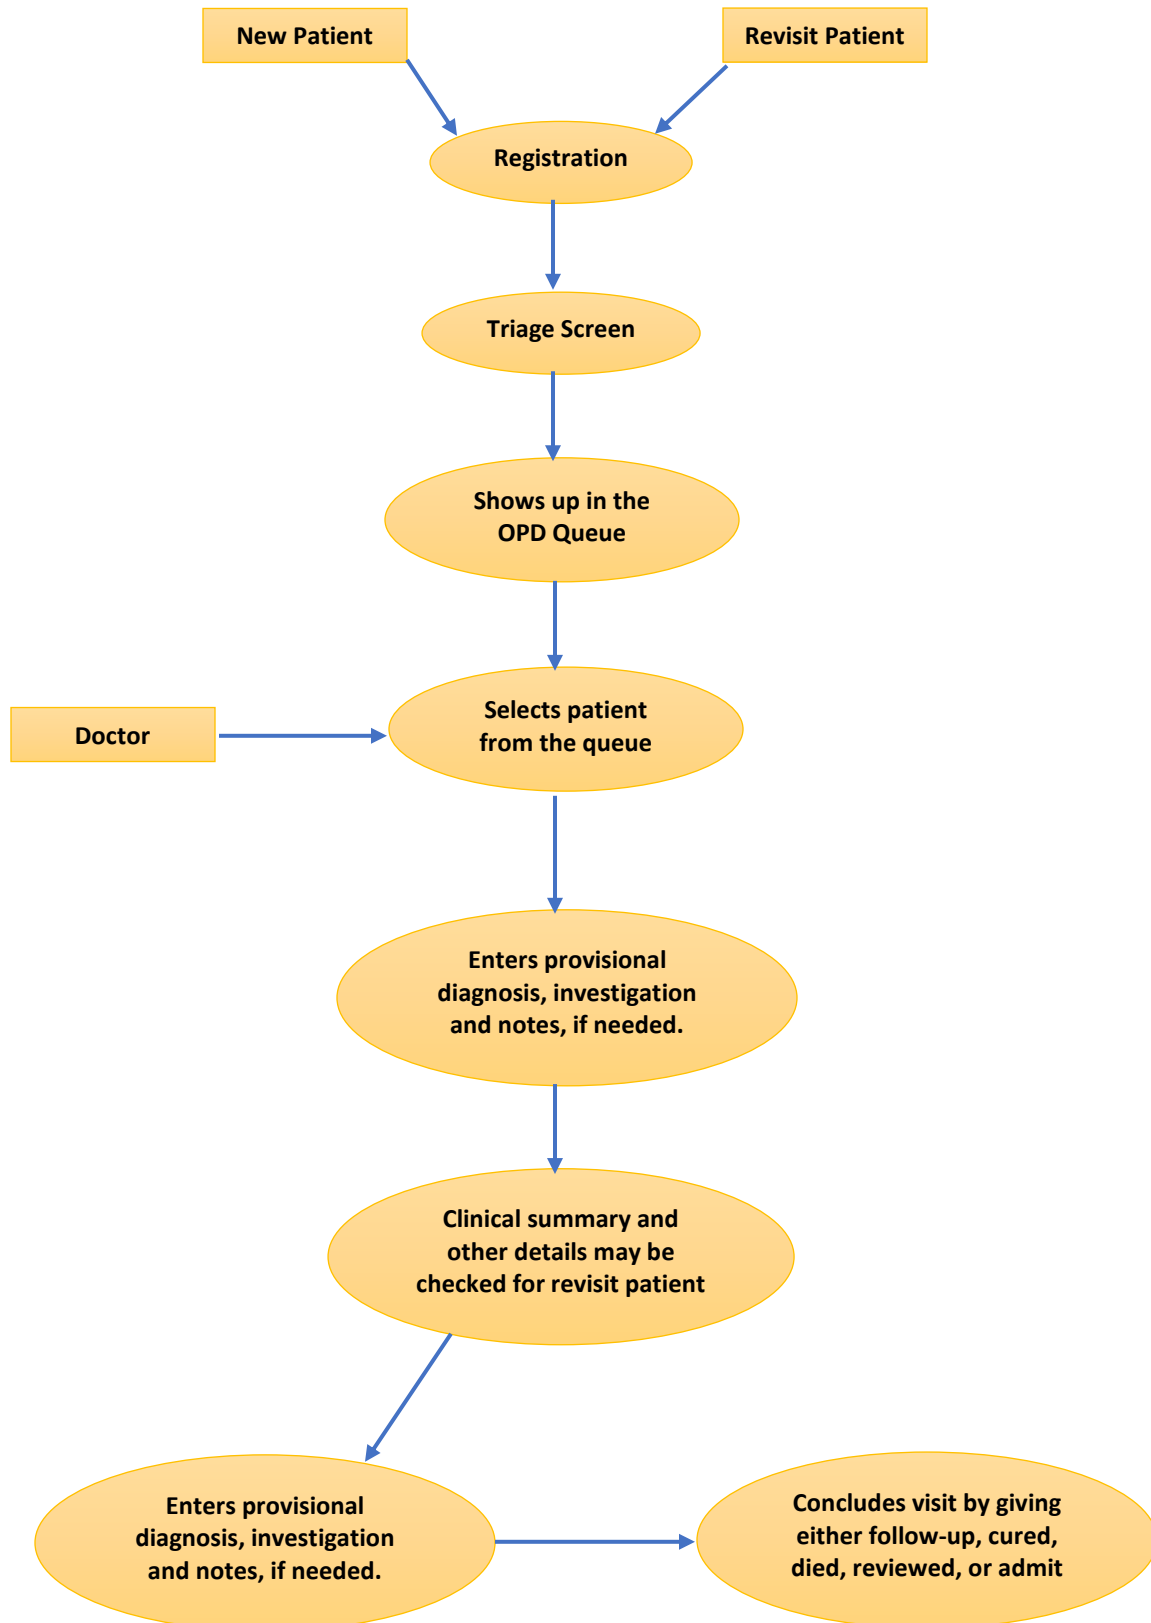 New Patient
Revisit Patient
Registration
Triage Screen
Shows up in the
OPD Queue
Selects patient
from the queue
Doctor
Enters provisional
diagnosis, investigation
and notes, if needed.
Clinical summary and
other details may be
checked for revisit patient
Enters provisional
diagnosis, investigation
and notes, if needed.
Concludes visit by giving
either follow-up, cured,
died, reviewed, or admit